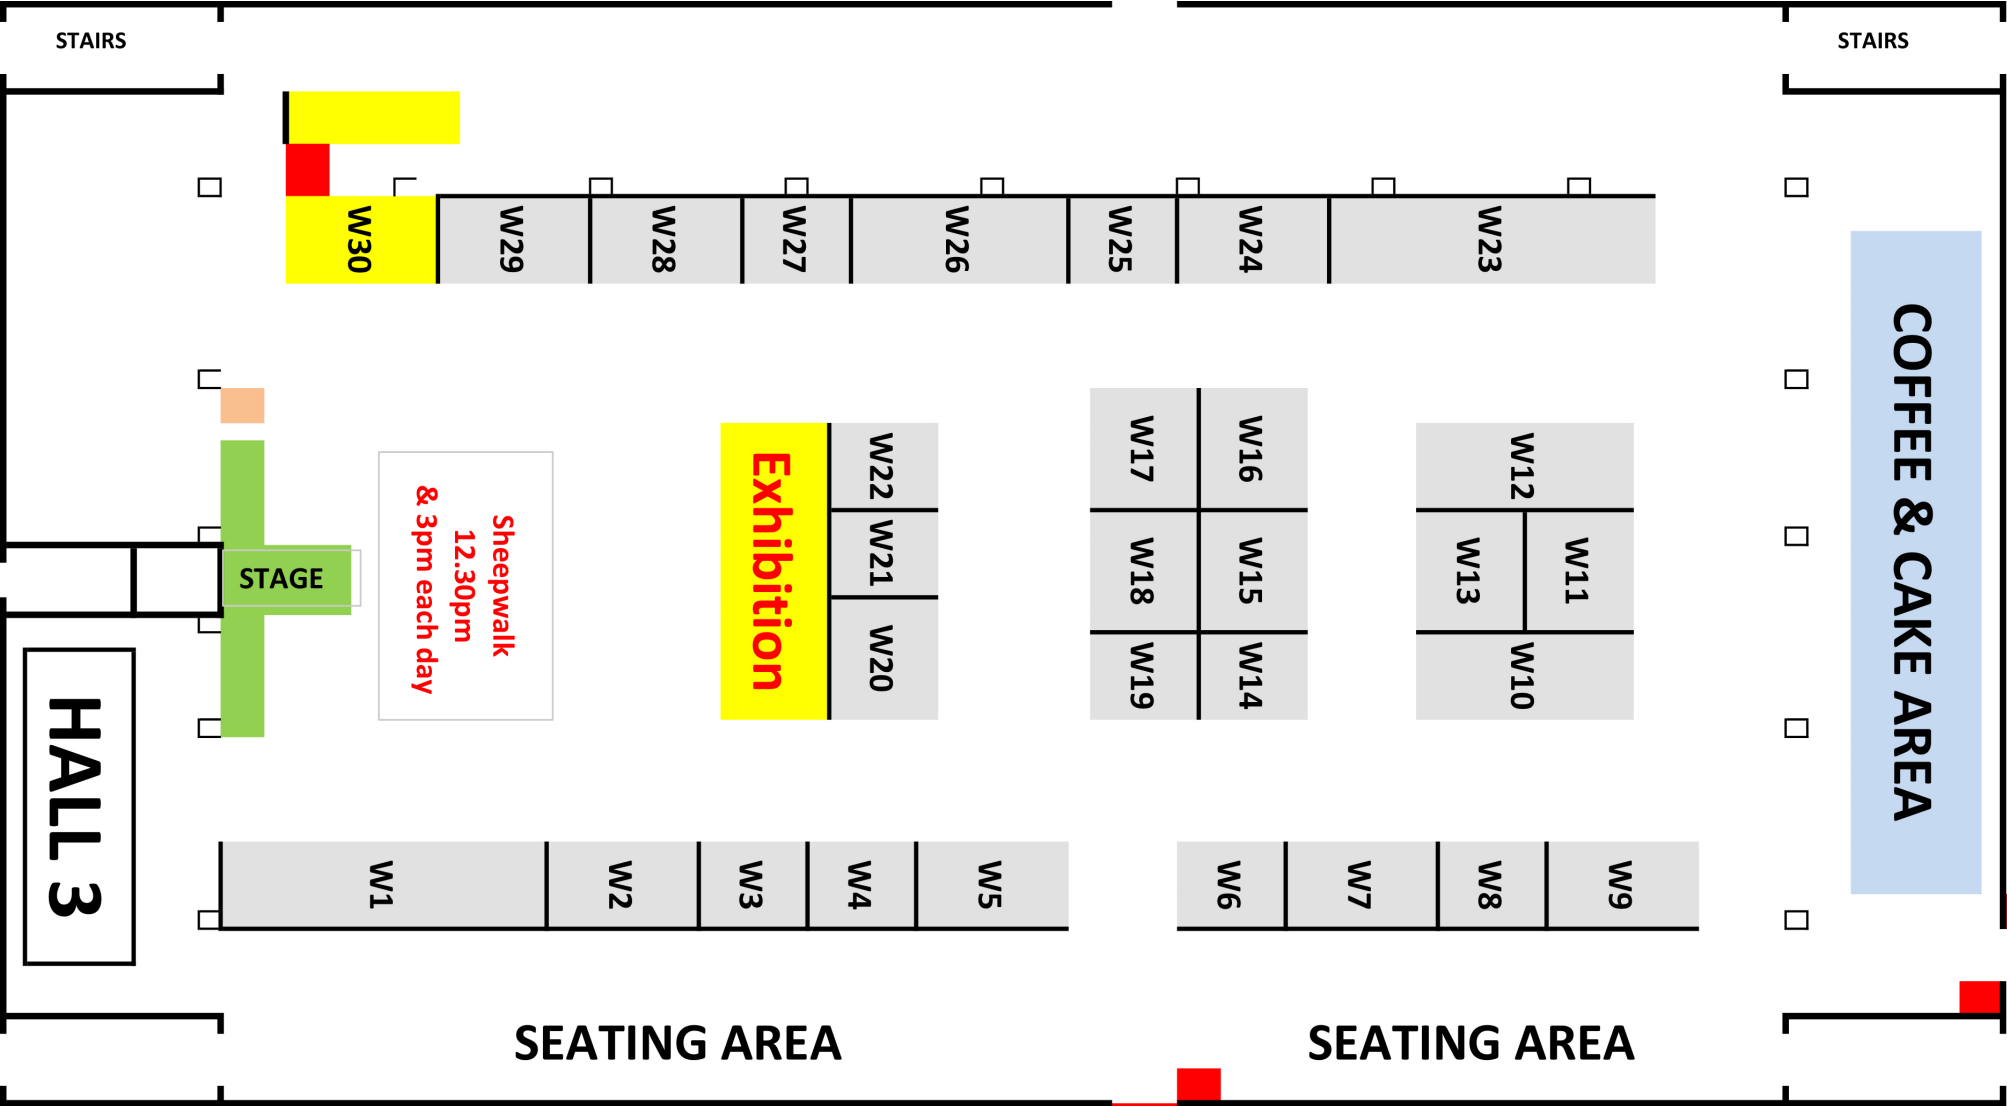 STAIRS
STAIRS
W30
W29
W28
W27
W26
W25
W24
W23
COFFEE & CAKE AREA
W22
W21
W20
Exhibition
W17
W16
W18
W15
W19
W14
W12
W13
W11
W10
Sheepwalk
12.30pm
& 3pm each day
STAGE
HALL 3
W1
W2
W3
W4
W5
W6
W7
W8
W9
SEATING AREA
SEATING AREA